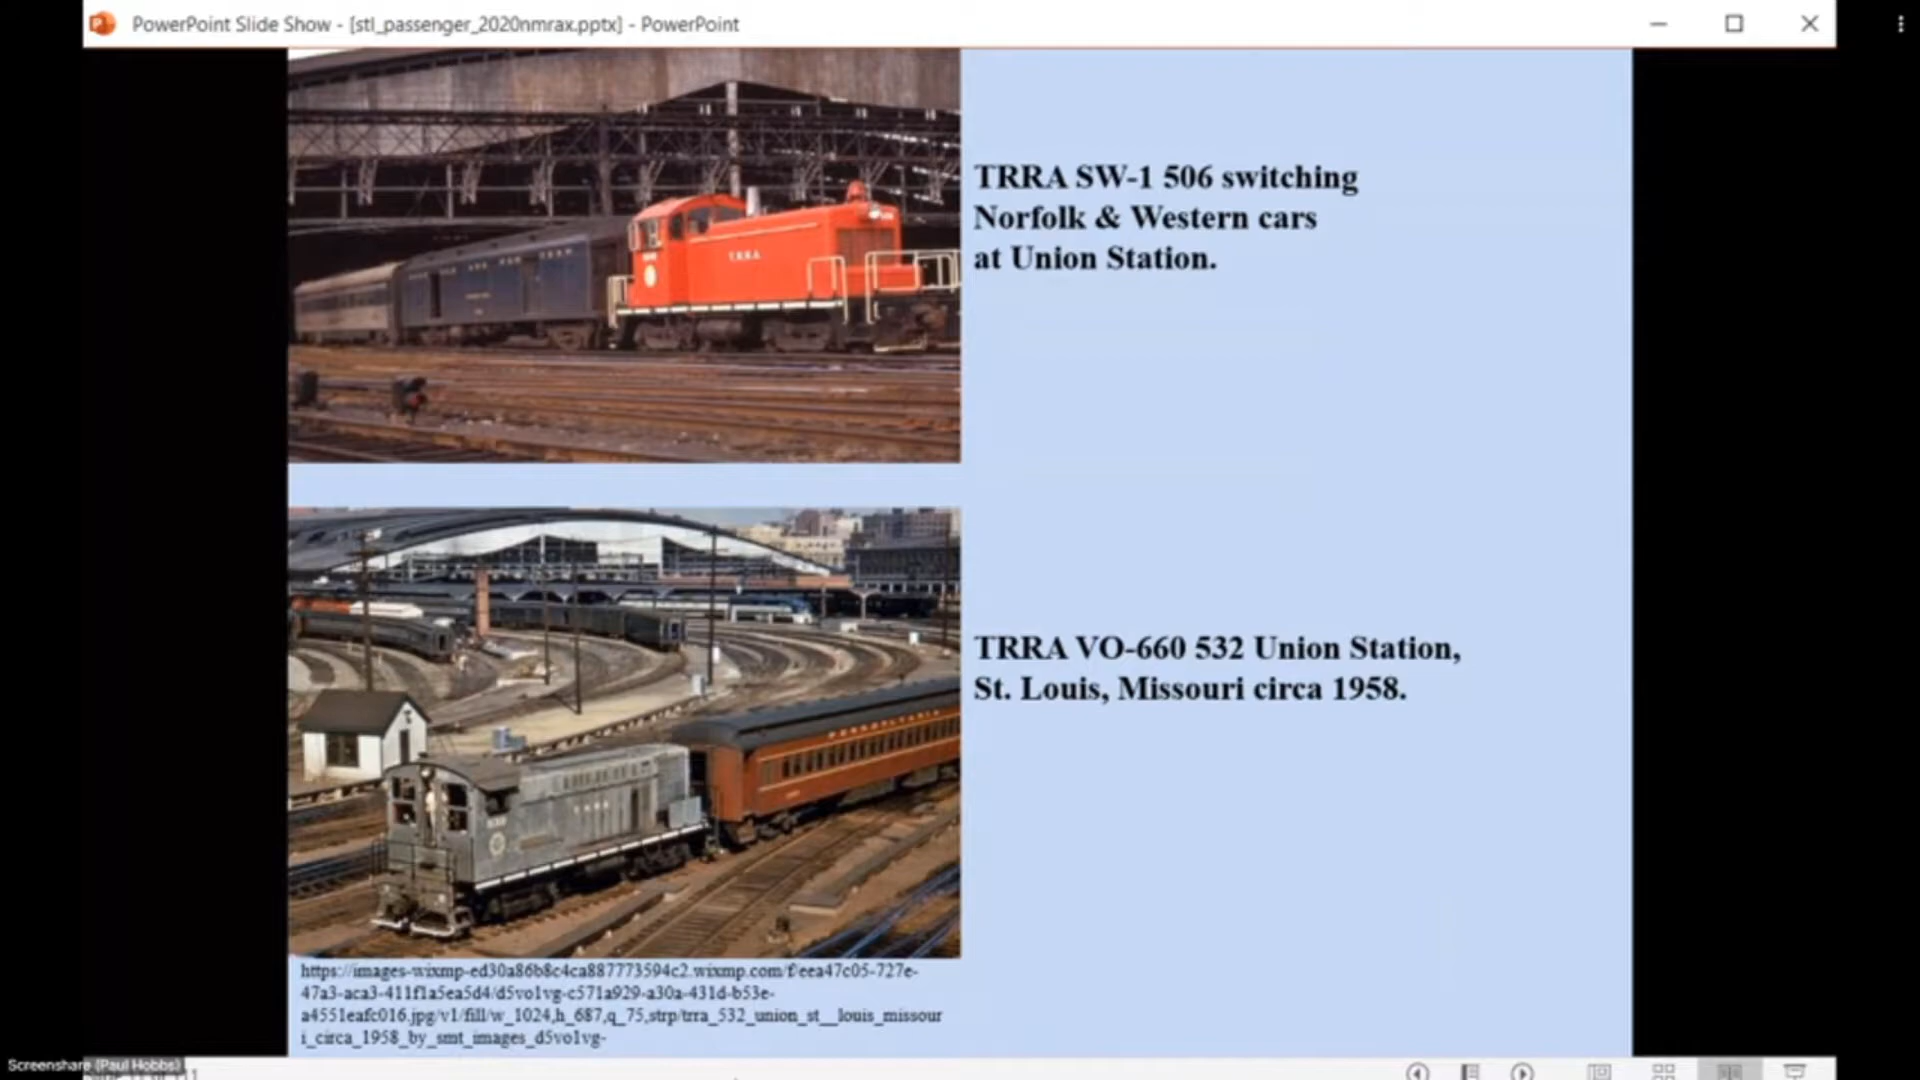 PowerPoint Slide Show - [stl_passenger_2020nmrax.pptx] - PowerPoint
TRRA SW-1 506 switching
Norfolk & Western cars
at Union Station.
TRRA
TRRA VO-660 532 Union Station,
St. Louis, Missouri circa 1958.
PENNSYLVANIA
https://images-wixmp-ed30a86b8c4ca887773594c2.wixmp.com/f/eea47c05-727e-
47a3-aca3-411f1a5ea5d4/d5vo1vg-c571a929-a30a-431d-b53e-
a4551eafc016.jpg/v1/fill/w_1024,h_687,q_75,strp/trra_532_union_st__louis_missour
i_circa_1958_by_smt_images_d5vo1vg-
Screenshare (Paul Hobbs)